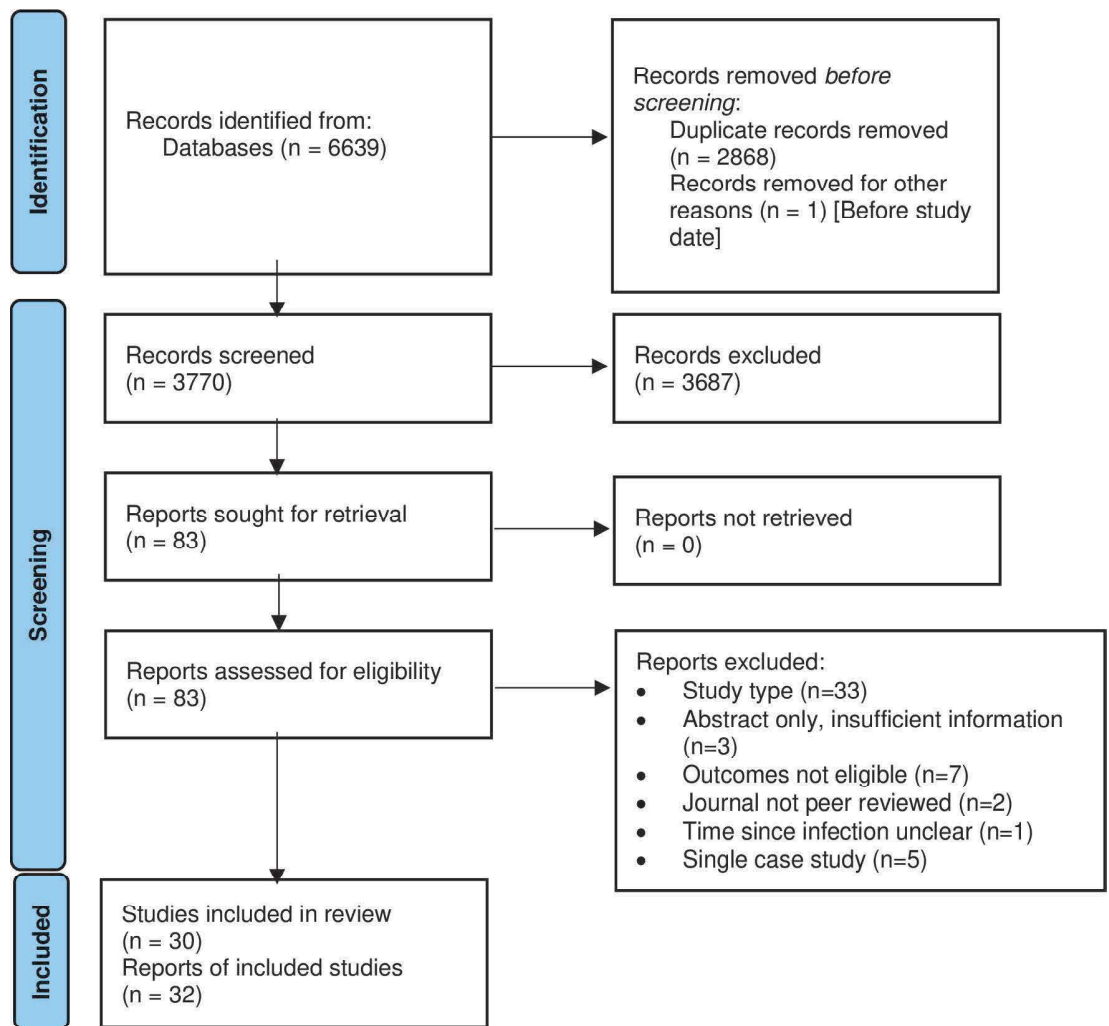 Identification
Records identified from:
Databases (n = 6639)
Records removed before
screening:
Duplicate records removed
(n = 2868)
Records removed for other
reasons (n = 1) [Before study
date]
Screening
Records screened
(n = 3770)
Records excluded
(n = 3687)
Reports sought for retrieval
(n = 83)
Reports not retrieved
(n = 0)
Reports assessed for eligibility
(n = 83)
Reports excluded:
• Study type (n=33)
• Abstract only, insufficient information
(n=3)
• Outcomes not eligible (n=7)
• Journal not peer reviewed (n=2)
• Time since infection unclear (n=1)
• Single case study (n=5)
Included
Studies included in review
(n = 30)
Reports of included studies
(n = 32)